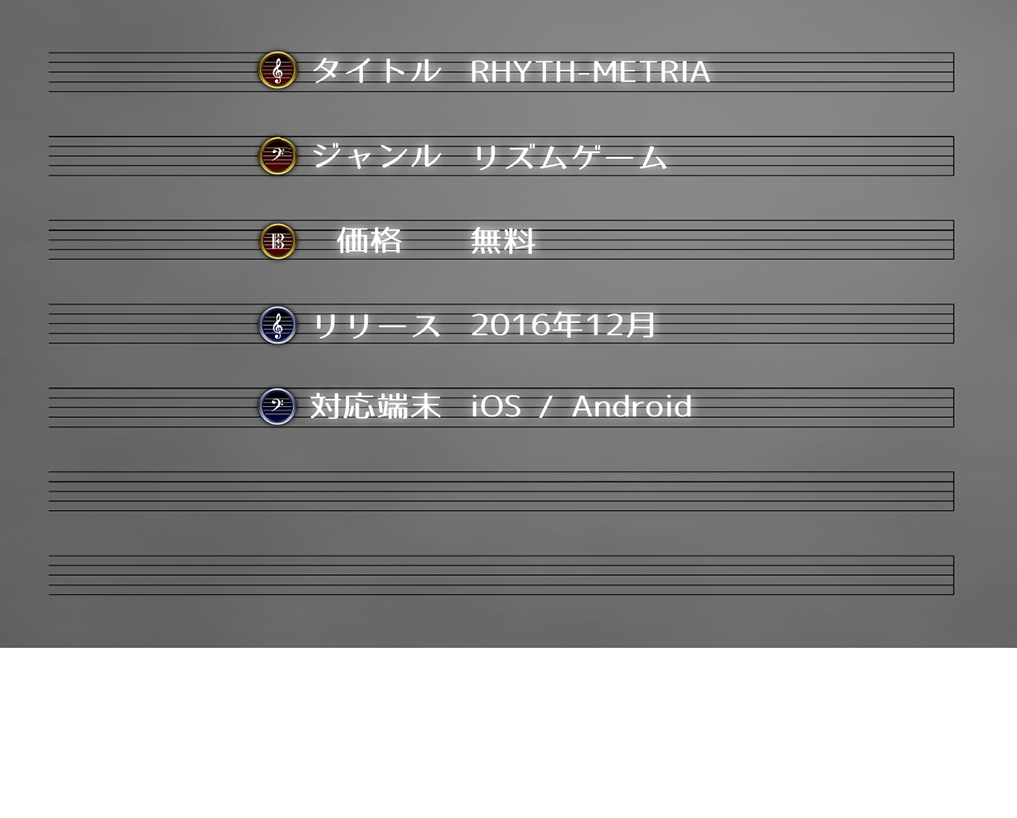 タイトル RHYTH-METRIA
ジャンル リズムゲーム
価格 無料
リリース 2016年12月
対応端末 iOS / Android